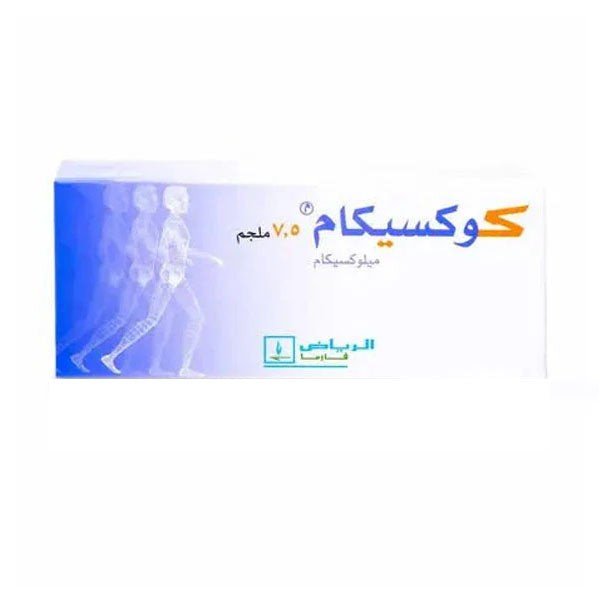 كوكسيكام ®
٧,٥ ملجم
ميلوكسيكام
الرياض
فارما